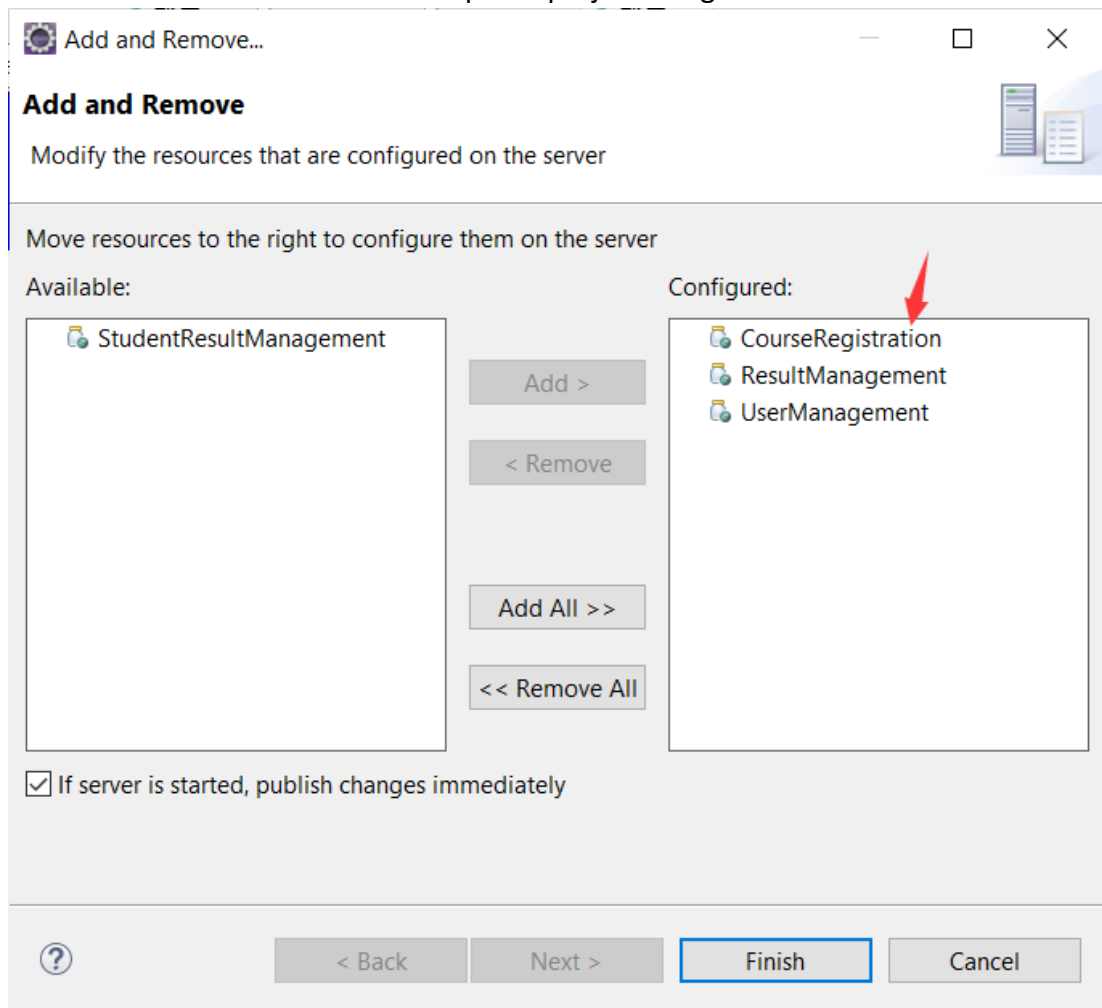 Add and Remove...
Add and Remove
Modify the resources that are configured on the server
Move resources to the right to configure them on the server
Available:
Configured:
StudentResultManagement
CourseRegistration
ResultManagement
UserManagement
Add >
< Remove
Add All >>
<< Remove All
If server is started, publish changes immediately
?
< Back
Next >
Finish
Cancel